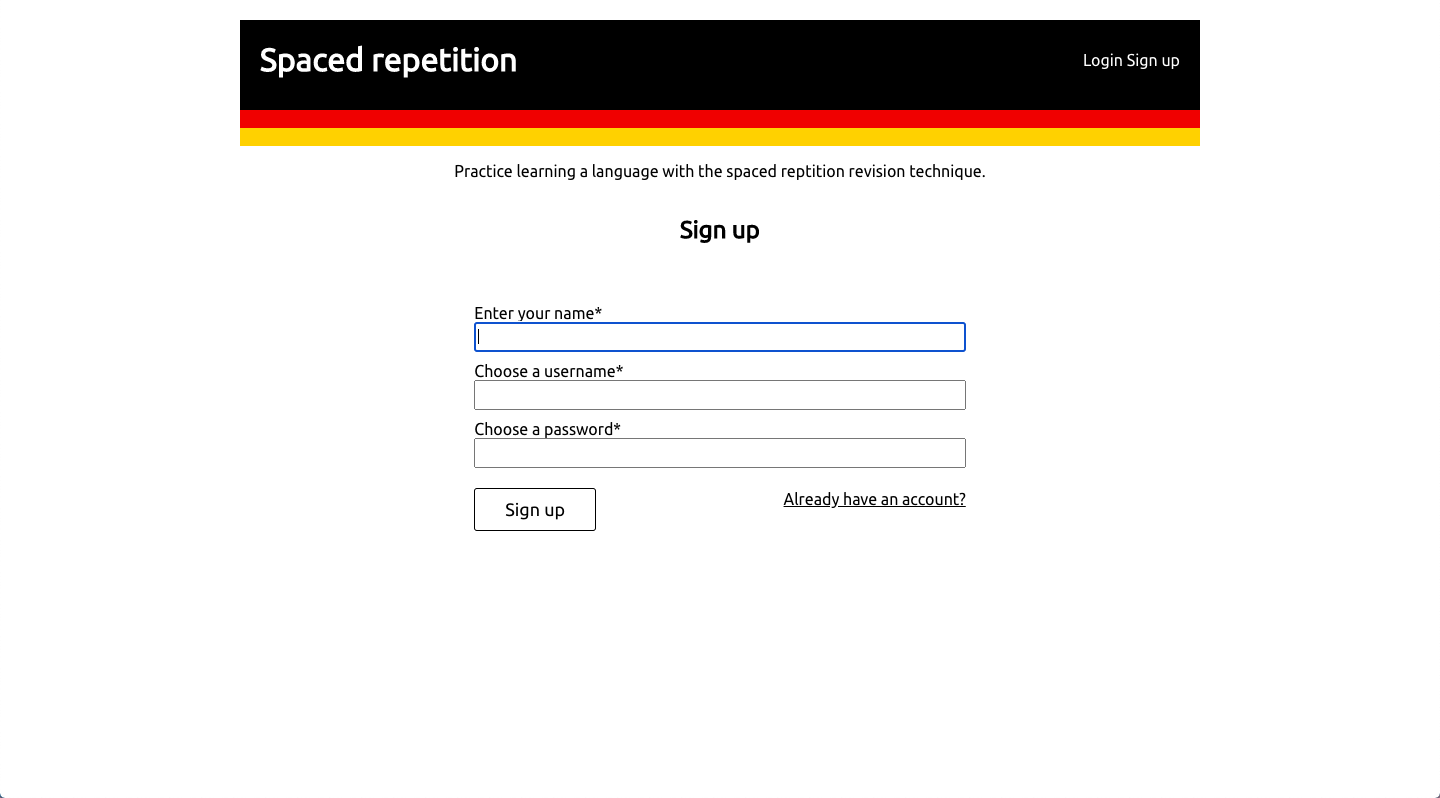 Spaced repetition
Login Sign up
Practice learning a language with the spaced reptition revision technique.
Sign up
Enter your name*
Choose a username*
Choose a password*
Sign up
Already have an account?